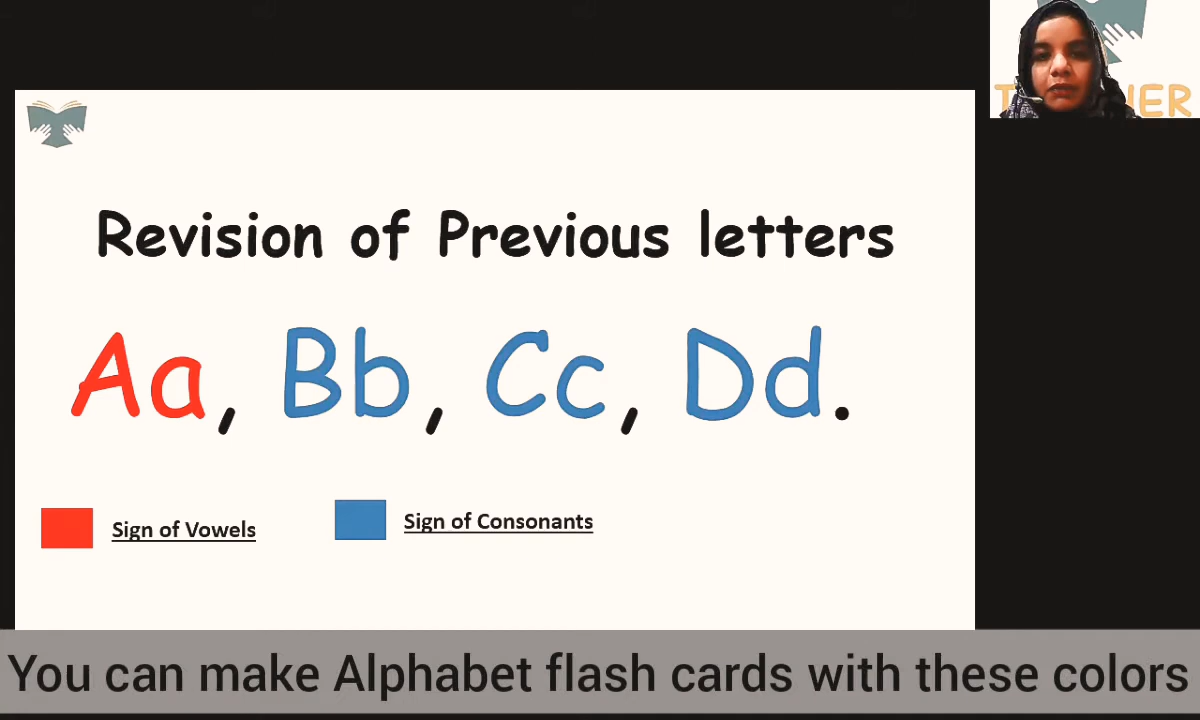 Revision of Previous letters
Aa, Bb, Cc, Dd.
Sign of Vowels
Sign of Consonants
You can make Alphabet flash cards with these colors